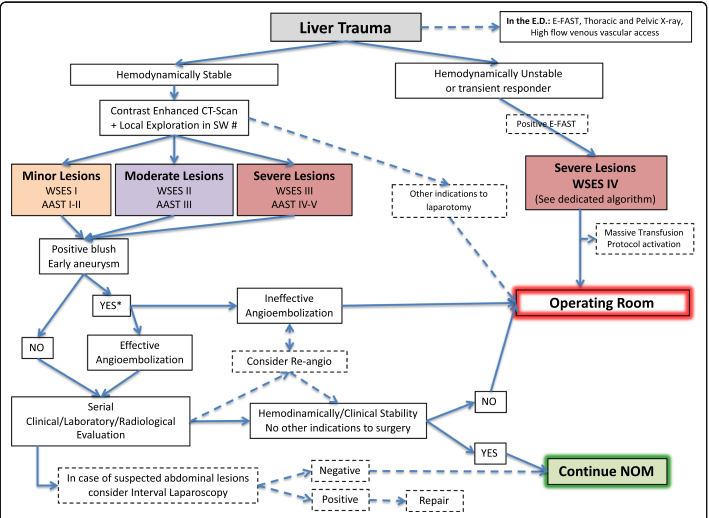 Liver Trauma
In the E.D.: E-FAST, Thoracic and Pelvic X-ray,
High flow venous vascular access
Hemodynamically Stable
Hemodynamically Unstable
or transient responder
Contrast Enhanced CT-Scan
+ Local Exploration in SW #
Positive E-FAST
Minor Lesions
WSES I
AAST I-II
Moderate Lesions
WSES II
AAST III
Severe Lesions
WSES III
AAST IV-V
Severe Lesions
WSES IV
(See dedicated algorithm)
Other indications to
laparotomy
Massive Transfusion
Protocol activation
Positive blush
Early aneurysm
YES*
Ineffective
Angioembolization
Operating Room
NO
Effective
Angioembolization
Consider Re-angio
Serial
Clinical/Laboratory/Radiological
Evaluation
Hemodinamically/Clinical Stability
No other indications to surgery
NO
YES
Continue NOM
In case of suspected abdominal lesions
consider Interval Laparoscopy
Negative
Positive
Repair